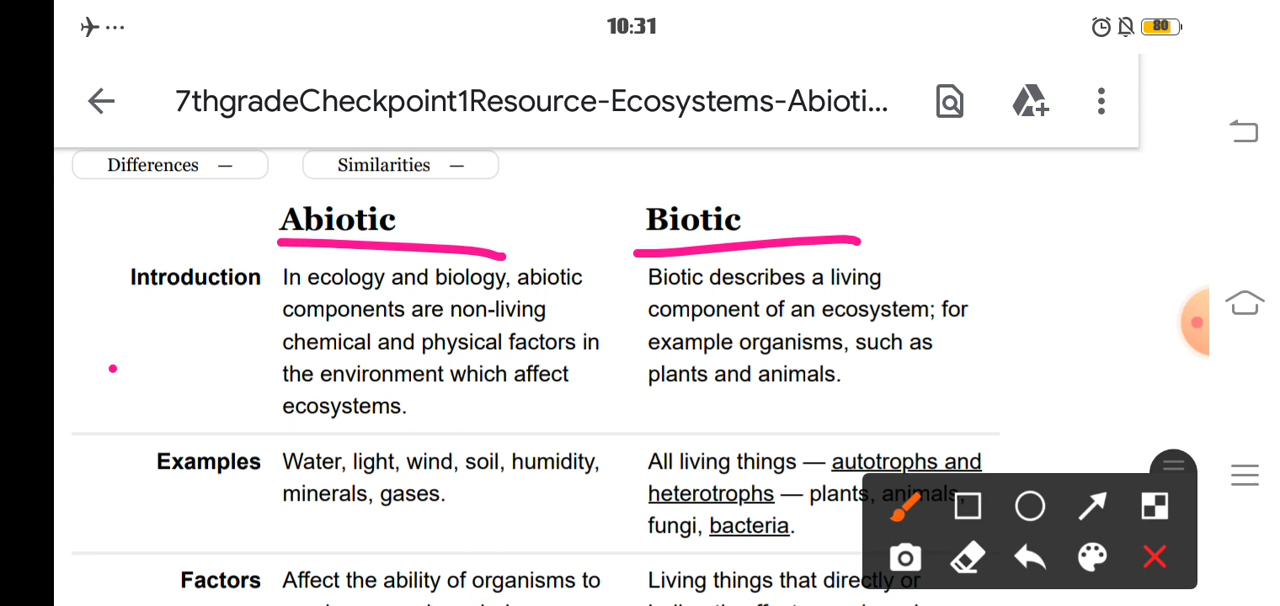 10:31
80
7thgradeCheckpoint1Resource-Ecosystems-Abioti...
Differences —
Similarities —
Abiotic
Biotic
Introduction
In ecology and biology, abiotic
components are non-living
chemical and physical factors in
the environment which affect
ecosystems.
Biotic describes a living
component of an ecosystem; for
example organisms, such as
plants and animals.
Examples
Water, light, wind, soil, humidity,
minerals, gases.
All living things — autotrophs and
heterotrophs — plants, animals,
fungi, bacteria.
Factors
Affect the ability of organisms to
Living things that directly or